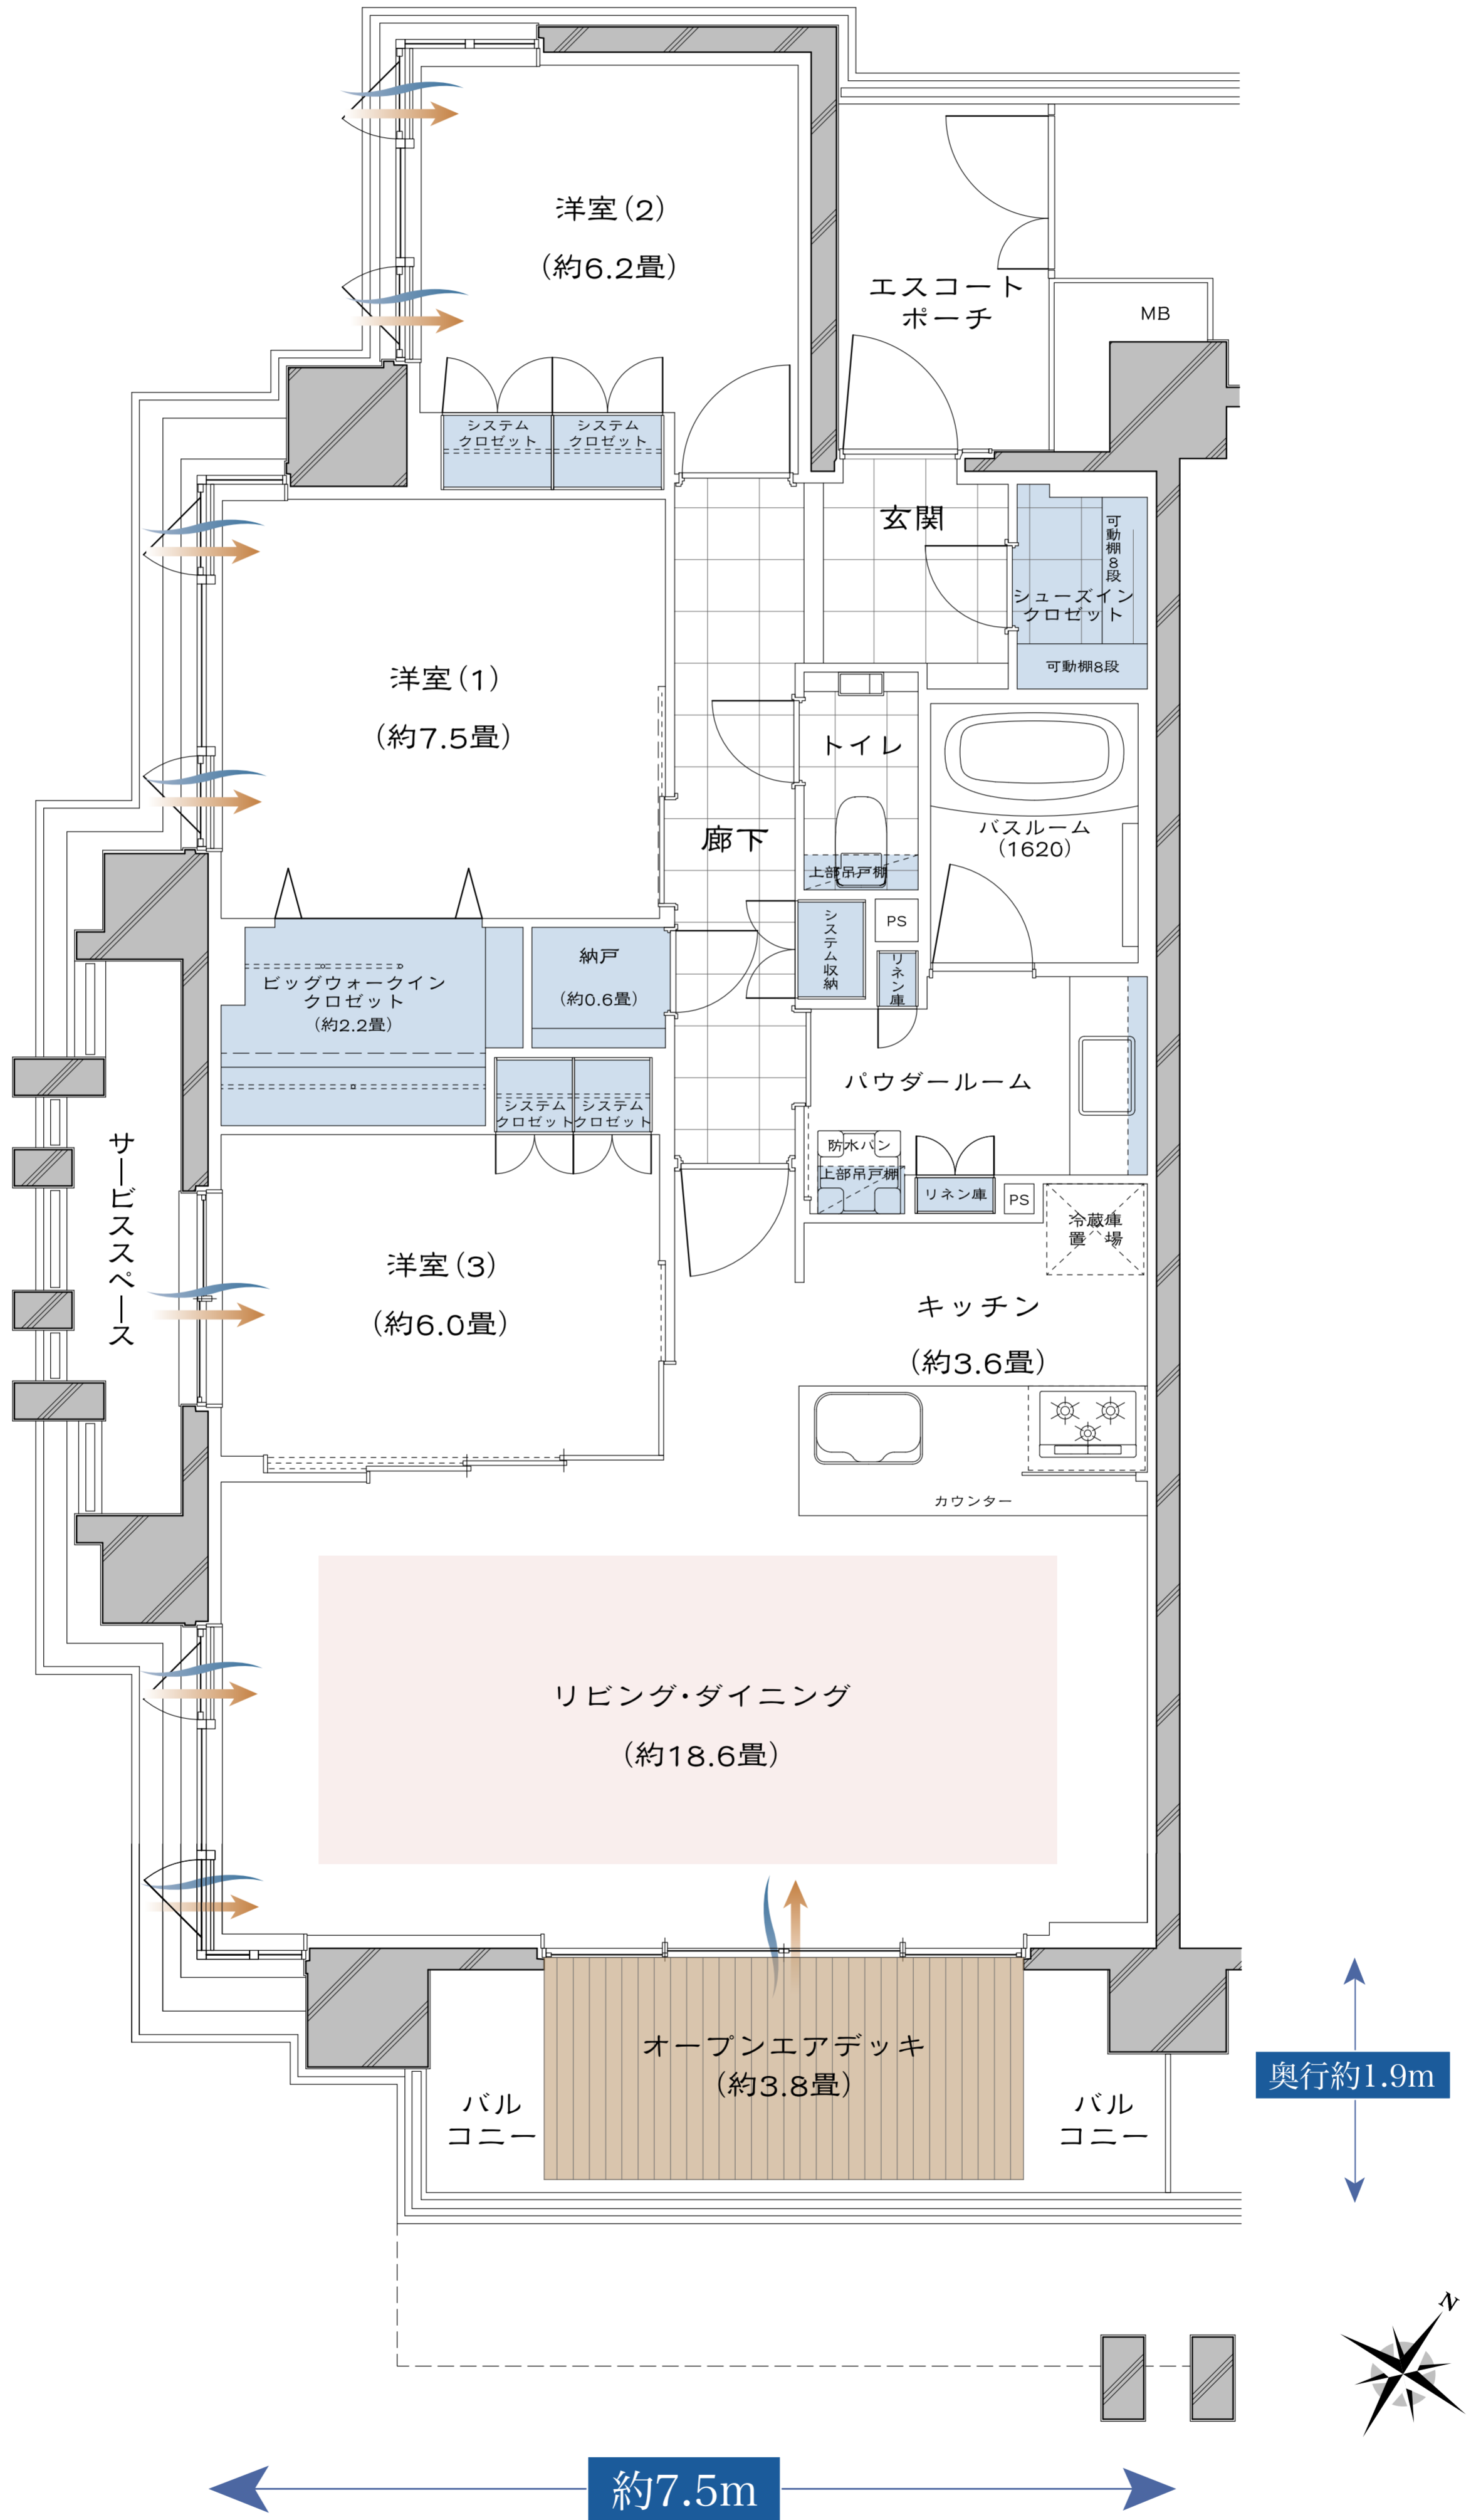 洋室(2)
(約6.2畳)
エスコート
ポーチ
MB
システム
クロゼット
システム
クロゼット
玄関
可動棚8段
シューズイン
クロゼット
可動棚8段
洋室(1)
(約7.5畳)
トイレ
廊下
上部吊戸棚
バスルーム
(1620)
システム収納
PS
リネン庫
ビッグウォークイン
クロゼット
(約2.2畳)
納戸
(約0.6畳)
パウダールーム
システム
クロゼット
システム
クロゼット
防水パン
上部吊戸棚
リネン庫
PS
冷蔵庫
置場
サービススペース
洋室(3)
(約6.0畳)
キッチン
(約3.6畳)
カウンター
リビング・ダイニング
(約18.6畳)
オープンエアデッキ
(約3.8畳)
バル
コニー
バル
コニー
奥行約1.9m
N
約7.5m